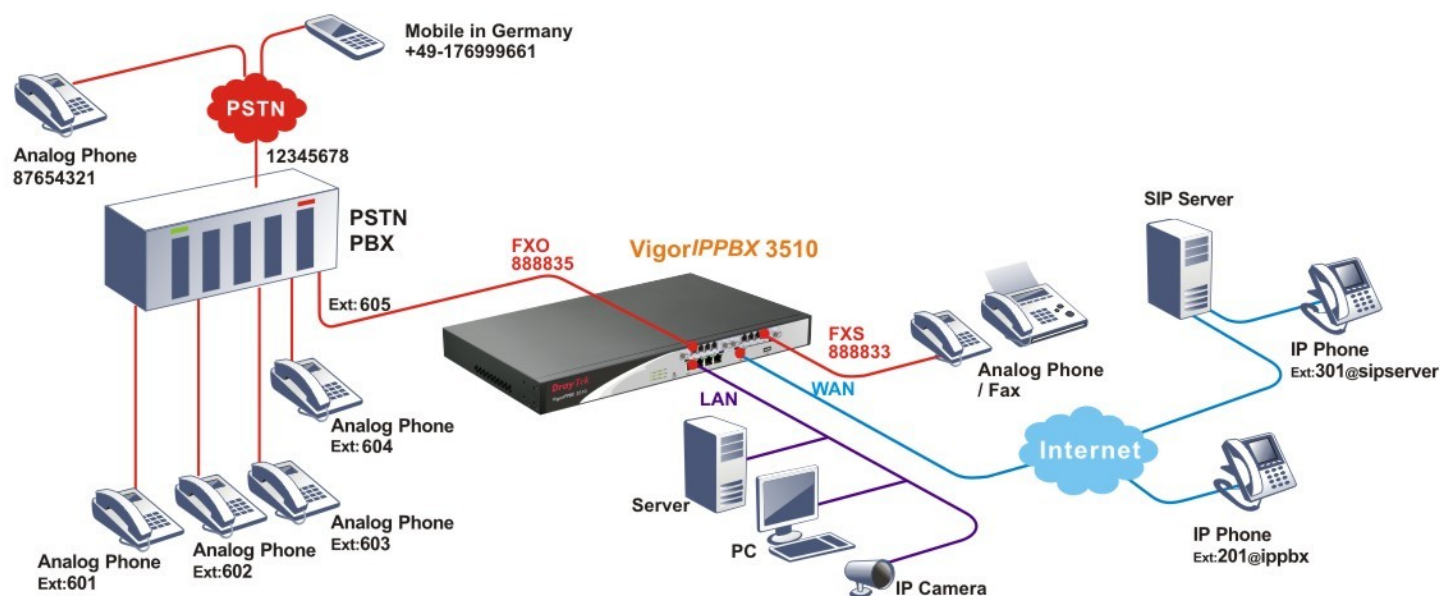 Mobile in Germany
+49-176999661
PSTN
Analog Phone
87654321
12345678
PSTN
PBX
Ext:605
FXO
888835
VigorIPPBX 3510
DrayTek
VigorIPPBX 3510
FXS
888833
Analog Phone
/ Fax
SIP Server
IP Phone
Ext:301@sipserver
LAN
WAN
Internet
IP Phone
Ext:201@ippbx
Server
PC
IP Camera
Analog Phone
Ext:604
Analog Phone
Ext:603
Analog Phone
Ext:602
Analog Phone
Ext:601